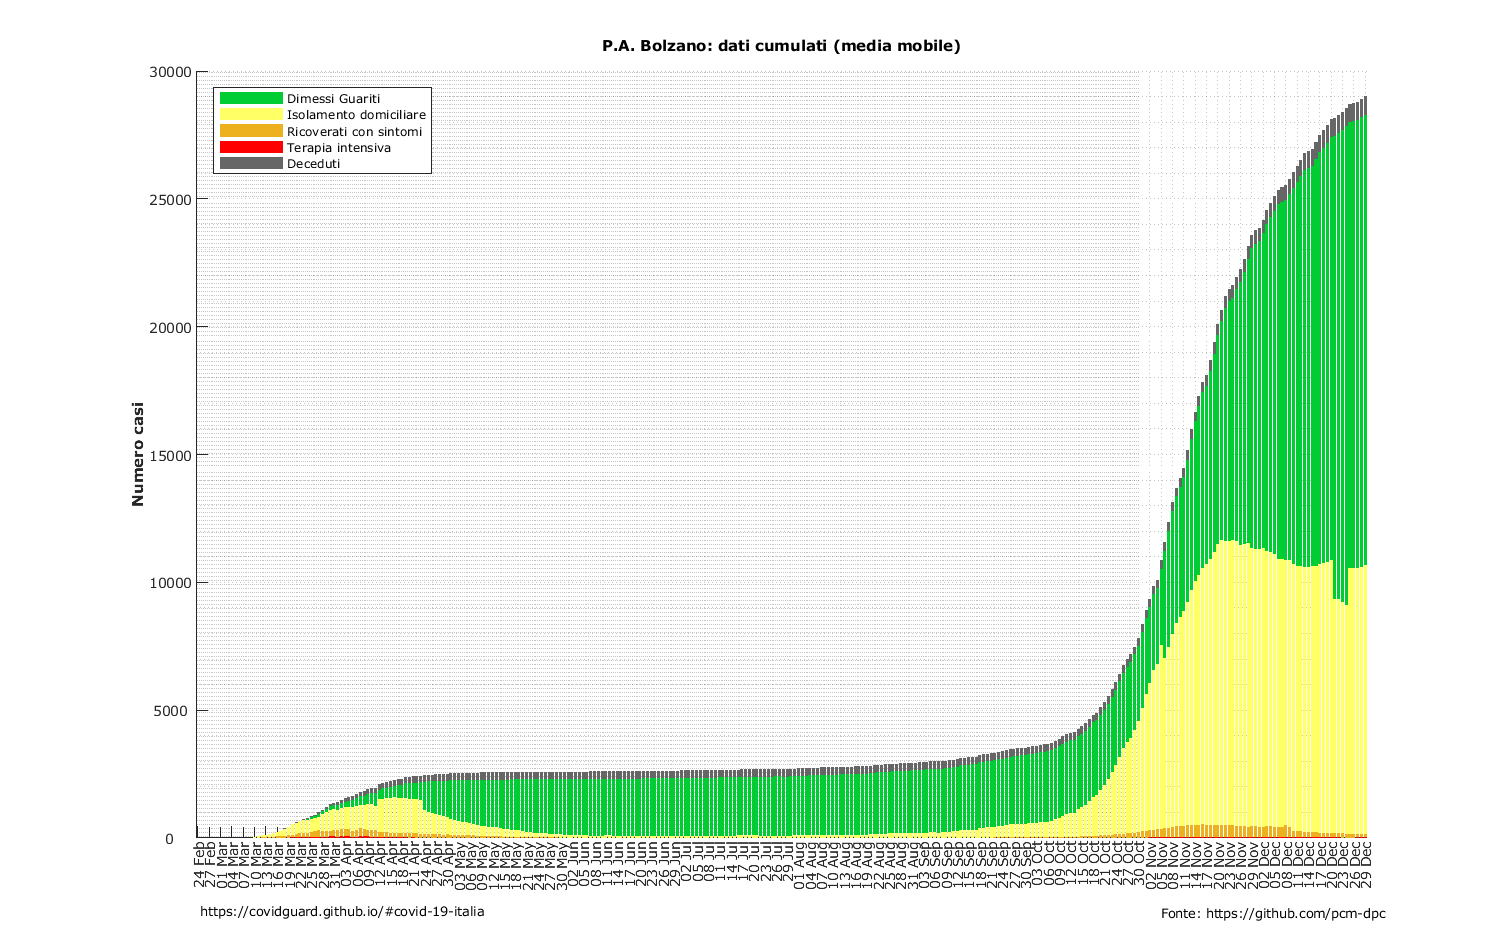 P.A. Bolzano: dati cumulati (media mobile)
30000
25000
20000
15000
10000
5000
0
Numero casi
Dimessi Guariti
Isolamento domiciliare
Ricoverati con sintomi
Terapia intensiva
Deceduti
24 Feb
27 Feb
01 Mar
04 Mar
07 Mar
10 Mar
13 Mar
16 Mar
19 Mar
22 Mar
25 Mar
28 Mar
31 Mar
03 Apr
06 Apr
09 Apr
12 Apr
15 Apr
18 Apr
21 Apr
24 Apr
27 Apr
30 Apr
03 May
06 May
09 May
12 May
15 May
18 May
21 May
24 May
27 May
30 May
02 Jun
05 Jun
08 Jun
11 Jun
14 Jun
17 Jun
20 Jun
23 Jun
26 Jun
29 Jun
02 Jul
05 Jul
08 Jul
11 Jul
14 Jul
17 Jul
20 Jul
23 Jul
26 Jul
29 Jul
01 Aug
04 Aug
07 Aug
10 Aug
13 Aug
16 Aug
19 Aug
22 Aug
25 Aug
28 Aug
31 Aug
03 Sep
06 Sep
09 Sep
12 Sep
15 Sep
18 Sep
21 Sep
24 Sep
27 Sep
30 Sep
03 Oct
06 Oct
09 Oct
12 Oct
15 Oct
18 Oct
21 Oct
24 Oct
27 Oct
30 Oct
02 Nov
05 Nov
08 Nov
11 Nov
14 Nov
17 Nov
20 Nov
23 Nov
26 Nov
29 Nov
02 Dec
05 Dec
08 Dec
11 Dec
14 Dec
17 Dec
20 Dec
23 Dec
26 Dec
29 Dec
https://covidguard.github.io/#covid-19-italia
Fonte: https://github.com/pcm-dpc